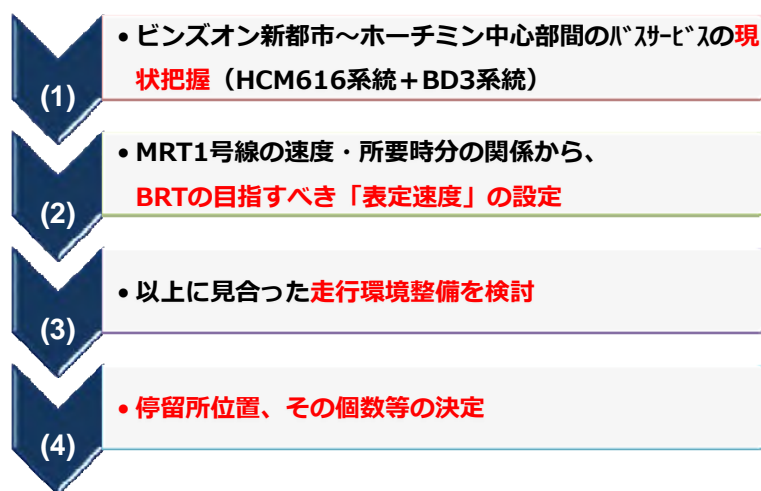 • ビンズオン新都市～ホーチミン中心部間のﾊﾞｽｻｰﾋﾞｽの現
状把握（HCM616系統＋BD3系統）
(1)
• MRT1号線の速度・所要時分の関係から、
BRTの目指すべき「表定速度」の設定
(2)
• 以上に見合った走行環境整備を検討
(3)
• 停留所位置、その個数等の決定
(4)